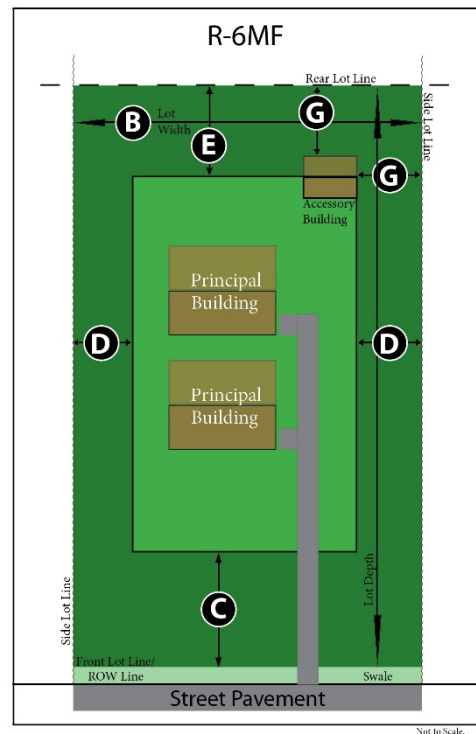 R-6MF
Rear Lot Line
B
Lot
Width
E
G
Side Lot Line
G
Accessory
Building
Principal
Building
D
D
Principal
Building
C
Lot Depth
Side Lot Line
Front Lot Line/
ROW Line
Swale
Street Pavement
Not to Scale.